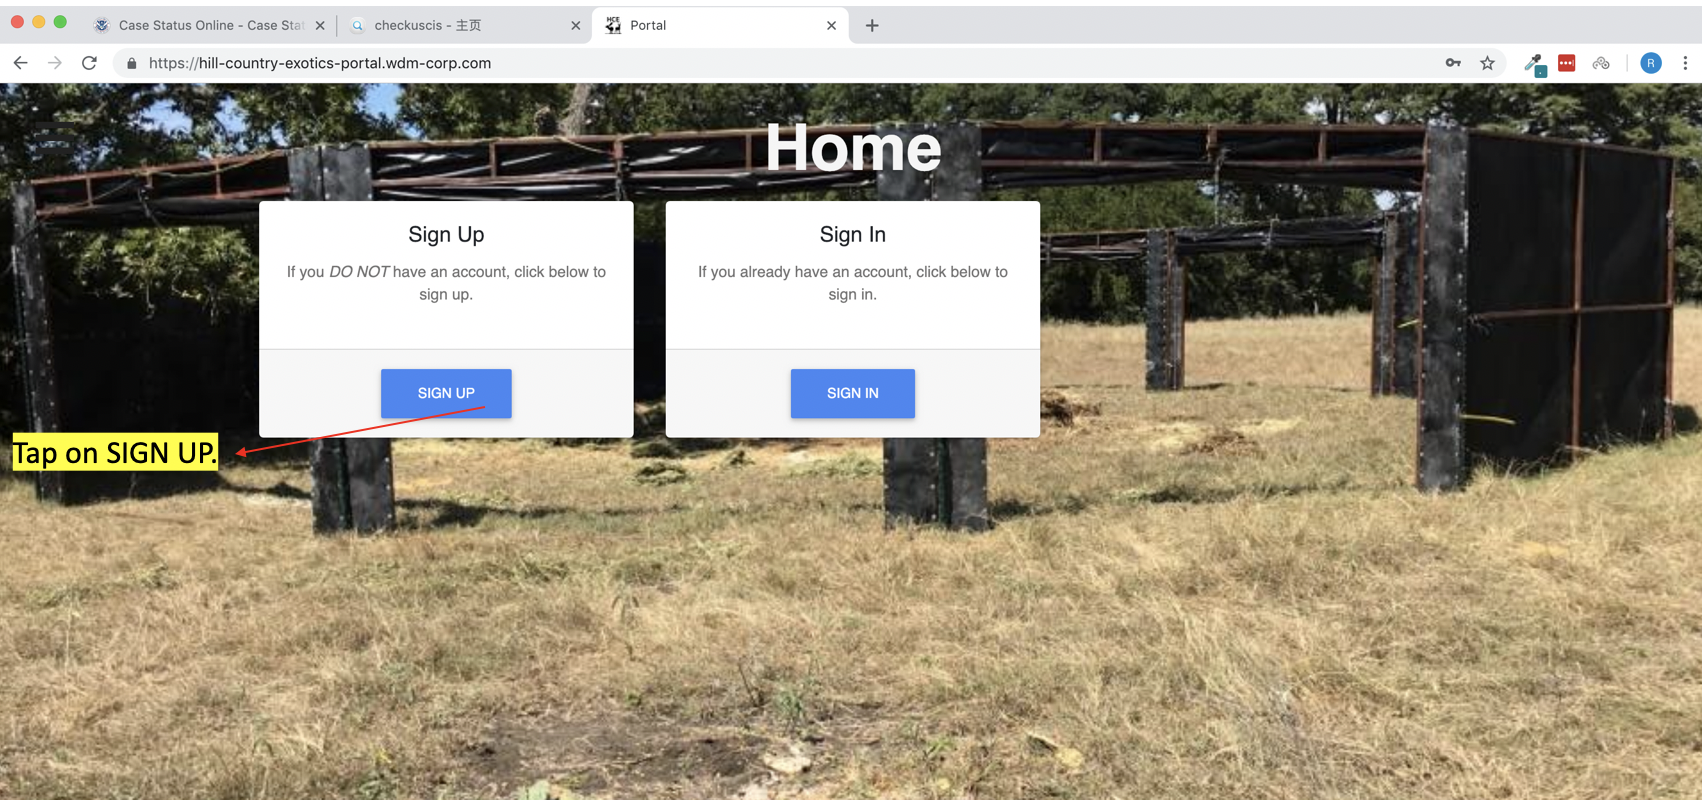 Case Status Online - Case Stat
checkuscis - 主页
HCE
Portal
https://hill-country-exotics-portal.wdm-corp.com
R
Home
Sign Up
If you DO NOT have an account, click below to
sign up.
SIGN UP
Sign In
If you already have an account, click below to
sign in.
SIGN IN
Tap on SIGN UP.